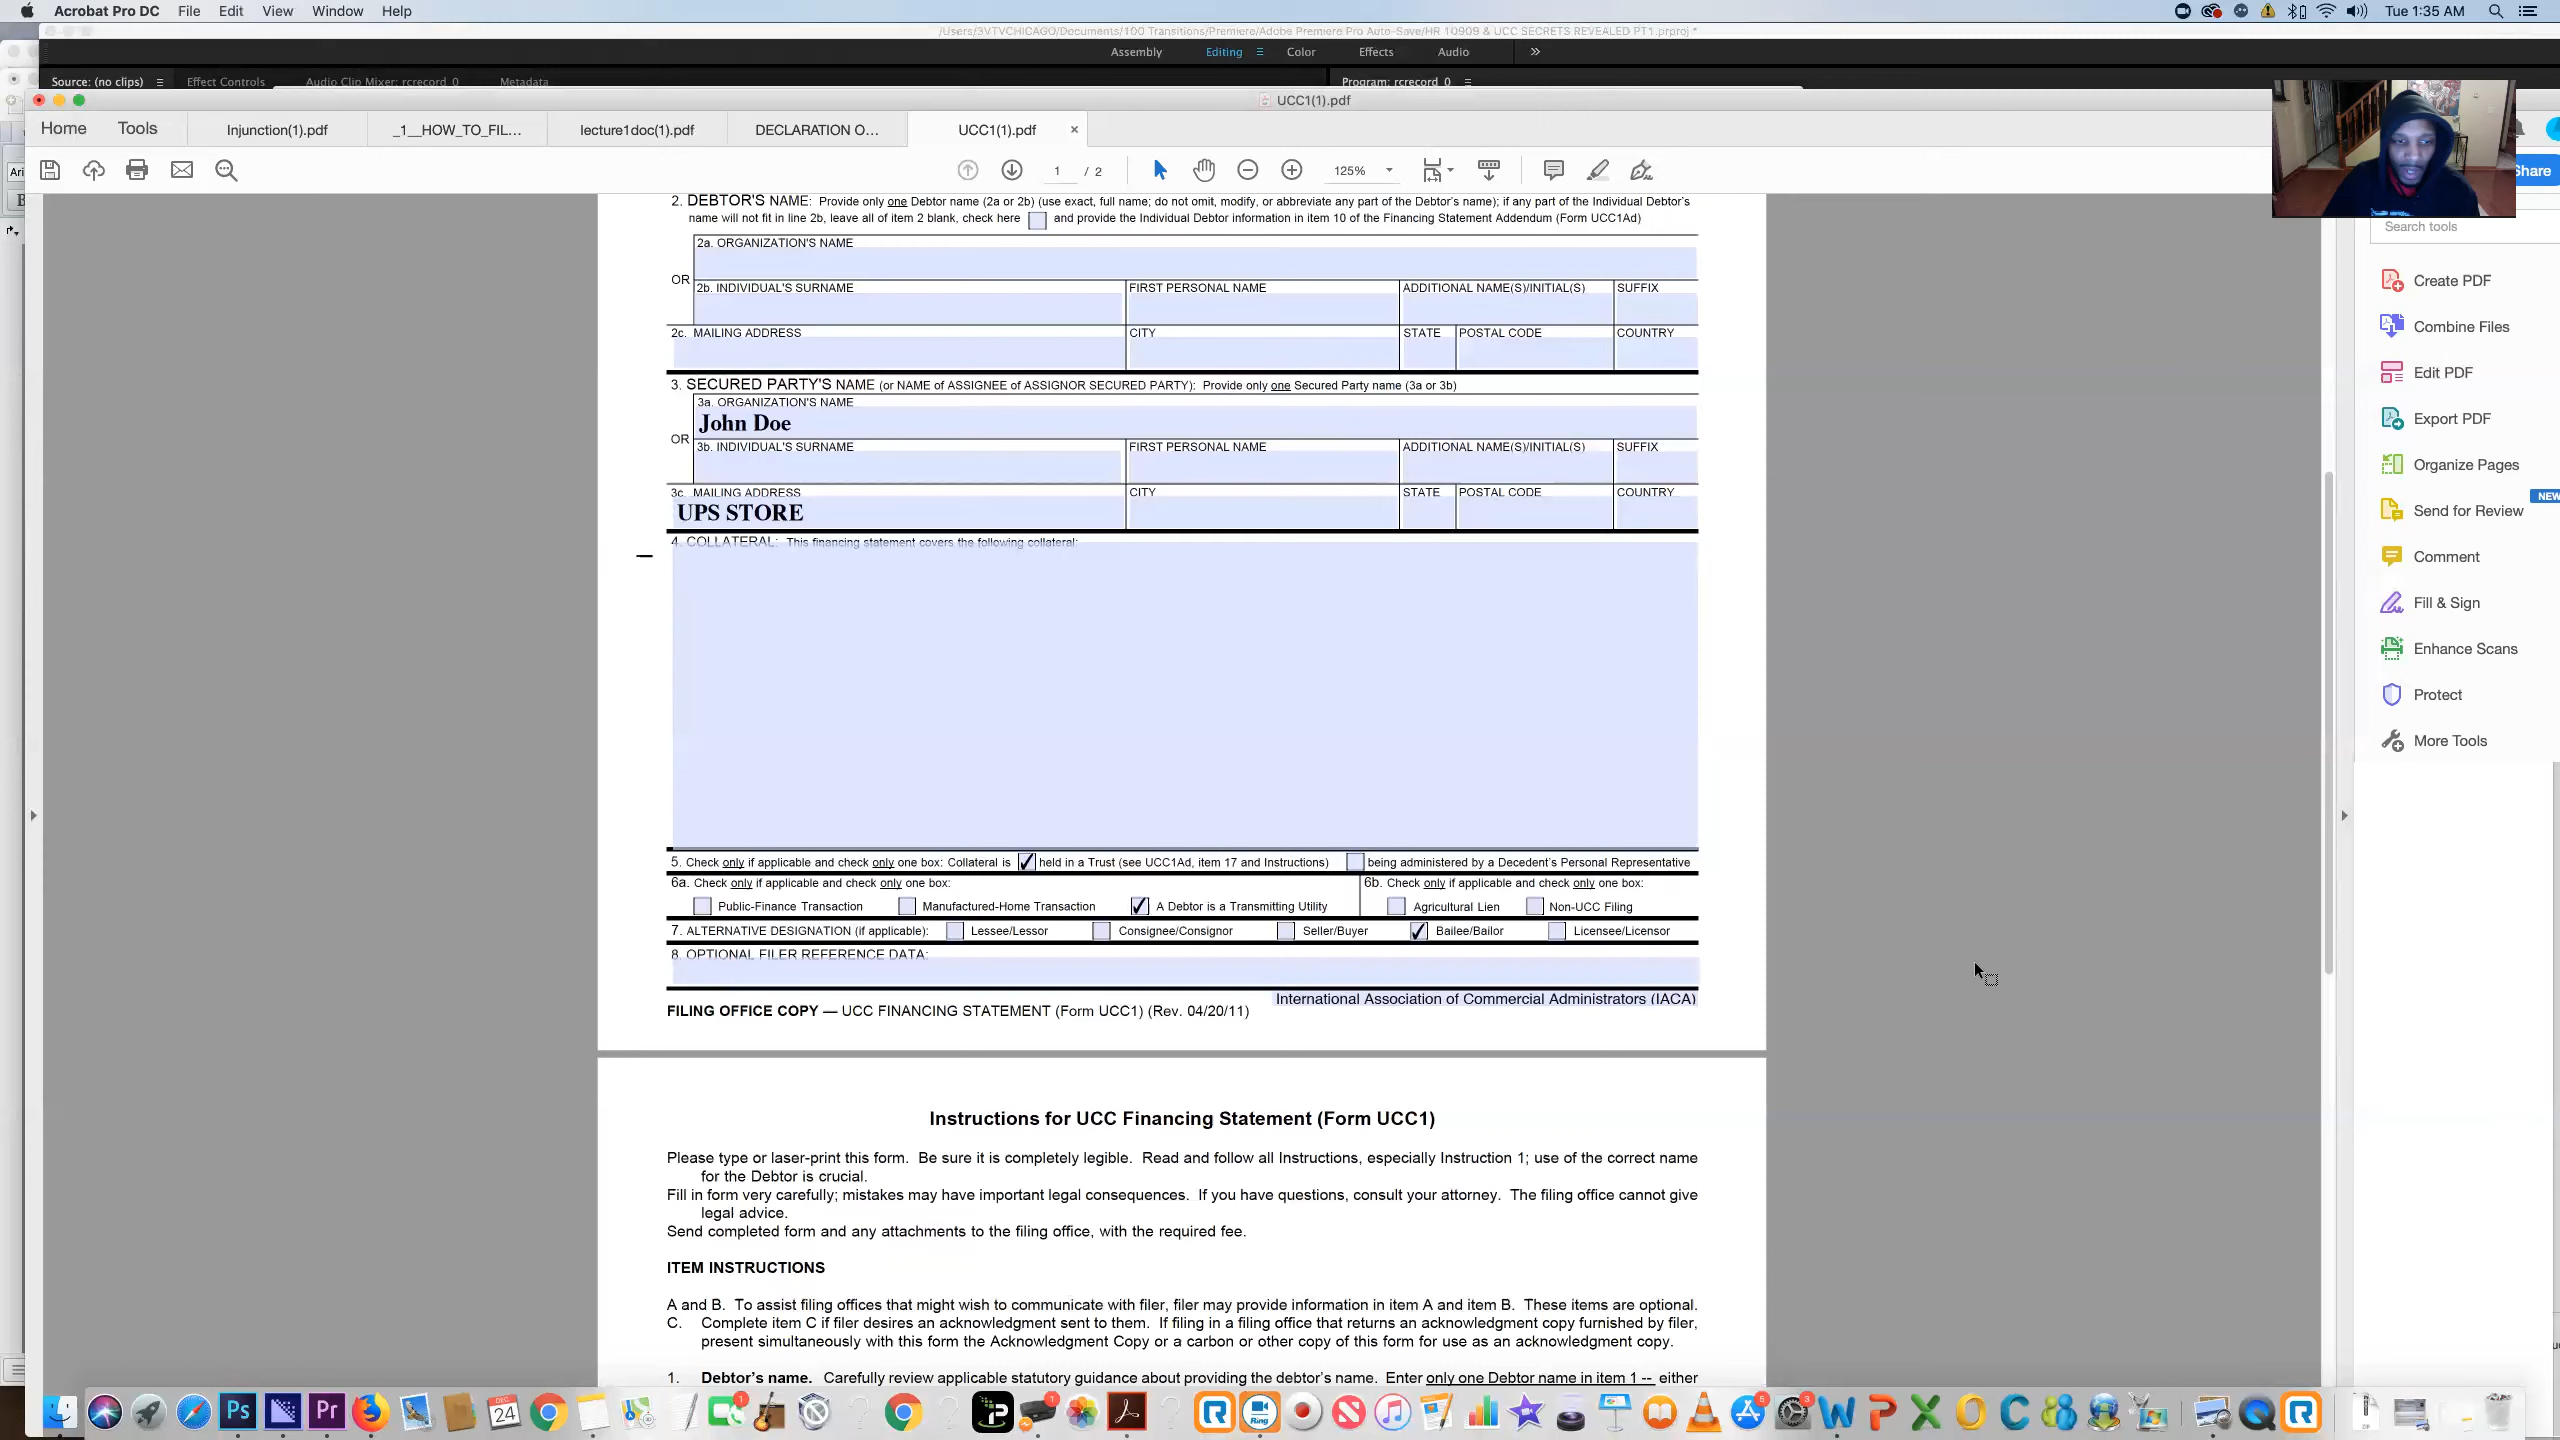 Acrobat Pro DC File Edit View Window Help Tue 1:35 AM
/Users/3VTVCHICAGO/Documents/100 Transitions/Premiere/Adobe Premiere Pro Auto-Save/HR 10909 & UCC SECRETS REVEALED PT1.prproj *
Assembly Editing Color Effects Audio
Source: (no clips) Effect Controls Audio Clip Mixer: rcrecord_0 Metadata Program: rcrecord_0
UCC1(1).pdf
Home Tools Injunction(1).pdf _1__HOW_TO_FIL... lecture1doc(1).pdf DECLARATION O... UCC1(1).pdf ×
1 / 2 125% Share
Ari
B
Search tools
Create PDF
Combine Files
Edit PDF
Export PDF
Organize Pages
NEW
Send for Review
Comment
Fill & Sign
Enhance Scans
Protect
More Tools
2. DEBTOR'S NAME: Provide only one Debtor name (2a or 2b) (use exact, full name; do not omit, modify, or abbreviate any part of the Debtor's name); if any part of the Individual Debtor's
name will not fit in line 2b, leave all of item 2 blank, check here and provide the Individual Debtor information in item 10 of the Financing Statement Addendum (Form UCC1Ad)
2a. ORGANIZATION'S NAME
OR
2b. INDIVIDUAL'S SURNAME FIRST PERSONAL NAME ADDITIONAL NAME(S)/INITIAL(S) SUFFIX
2c. MAILING ADDRESS CITY STATE POSTAL CODE COUNTRY
3. SECURED PARTY'S NAME (or NAME of ASSIGNEE of ASSIGNOR SECURED PARTY): Provide only one Secured Party name (3a or 3b)
3a. ORGANIZATION'S NAME
John Doe
OR
3b. INDIVIDUAL'S SURNAME FIRST PERSONAL NAME ADDITIONAL NAME(S)/INITIAL(S) SUFFIX
3c. MAILING ADDRESS CITY STATE POSTAL CODE COUNTRY
UPS STORE
4. COLLATERAL: This financing statement covers the following collateral:
5. Check only if applicable and check only one box: Collateral is held in a Trust (see UCC1Ad, item 17 and Instructions) being administered by a Decedent's Personal Representative
6a. Check only if applicable and check only one box: 6b. Check only if applicable and check only one box:
Public-Finance Transaction Manufactured-Home Transaction A Debtor is a Transmitting Utility Agricultural Lien Non-UCC Filing
7. ALTERNATIVE DESIGNATION (if applicable): Lessee/Lessor Consignee/Consignor Seller/Buyer Bailee/Bailor Licensee/Licensor
8. OPTIONAL FILER REFERENCE DATA:
International Association of Commercial Administrators (IACA)
FILING OFFICE COPY — UCC FINANCING STATEMENT (Form UCC1) (Rev. 04/20/11)
Instructions for UCC Financing Statement (Form UCC1)
Please type or laser-print this form. Be sure it is completely legible. Read and follow all Instructions, especially Instruction 1; use of the correct name
for the Debtor is crucial.
Fill in form very carefully; mistakes may have important legal consequences. If you have questions, consult your attorney. The filing office cannot give
legal advice.
Send completed form and any attachments to the filing office, with the required fee.
ITEM INSTRUCTIONS
A and B. To assist filing offices that might wish to communicate with filer, filer may provide information in item A and item B. These items are optional.
C. Complete item C if filer desires an acknowledgment sent to them. If filing in a filing office that returns an acknowledgment copy furnished by filer,
present simultaneously with this form the Acknowledgment Copy or a carbon or other copy of this form for use as an acknowledgment copy.
1. Debtor's name. Carefully review applicable statutory guidance about providing the debtor's name. Enter only one Debtor name in item 1 -- either
Ps Pr DEC 24 Ring W P X O C